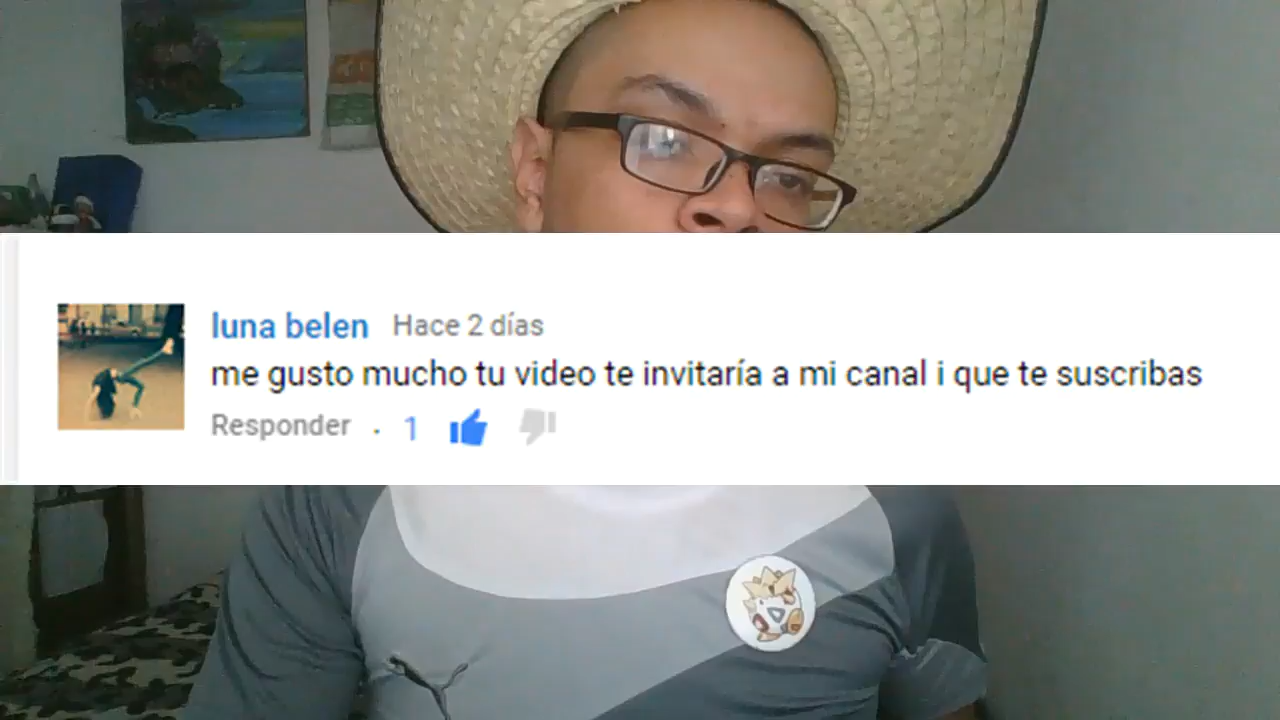 luna belen Hace 2 días
me gusto mucho tu video te invitaría a mi canal i que te suscribas
Responder · 1